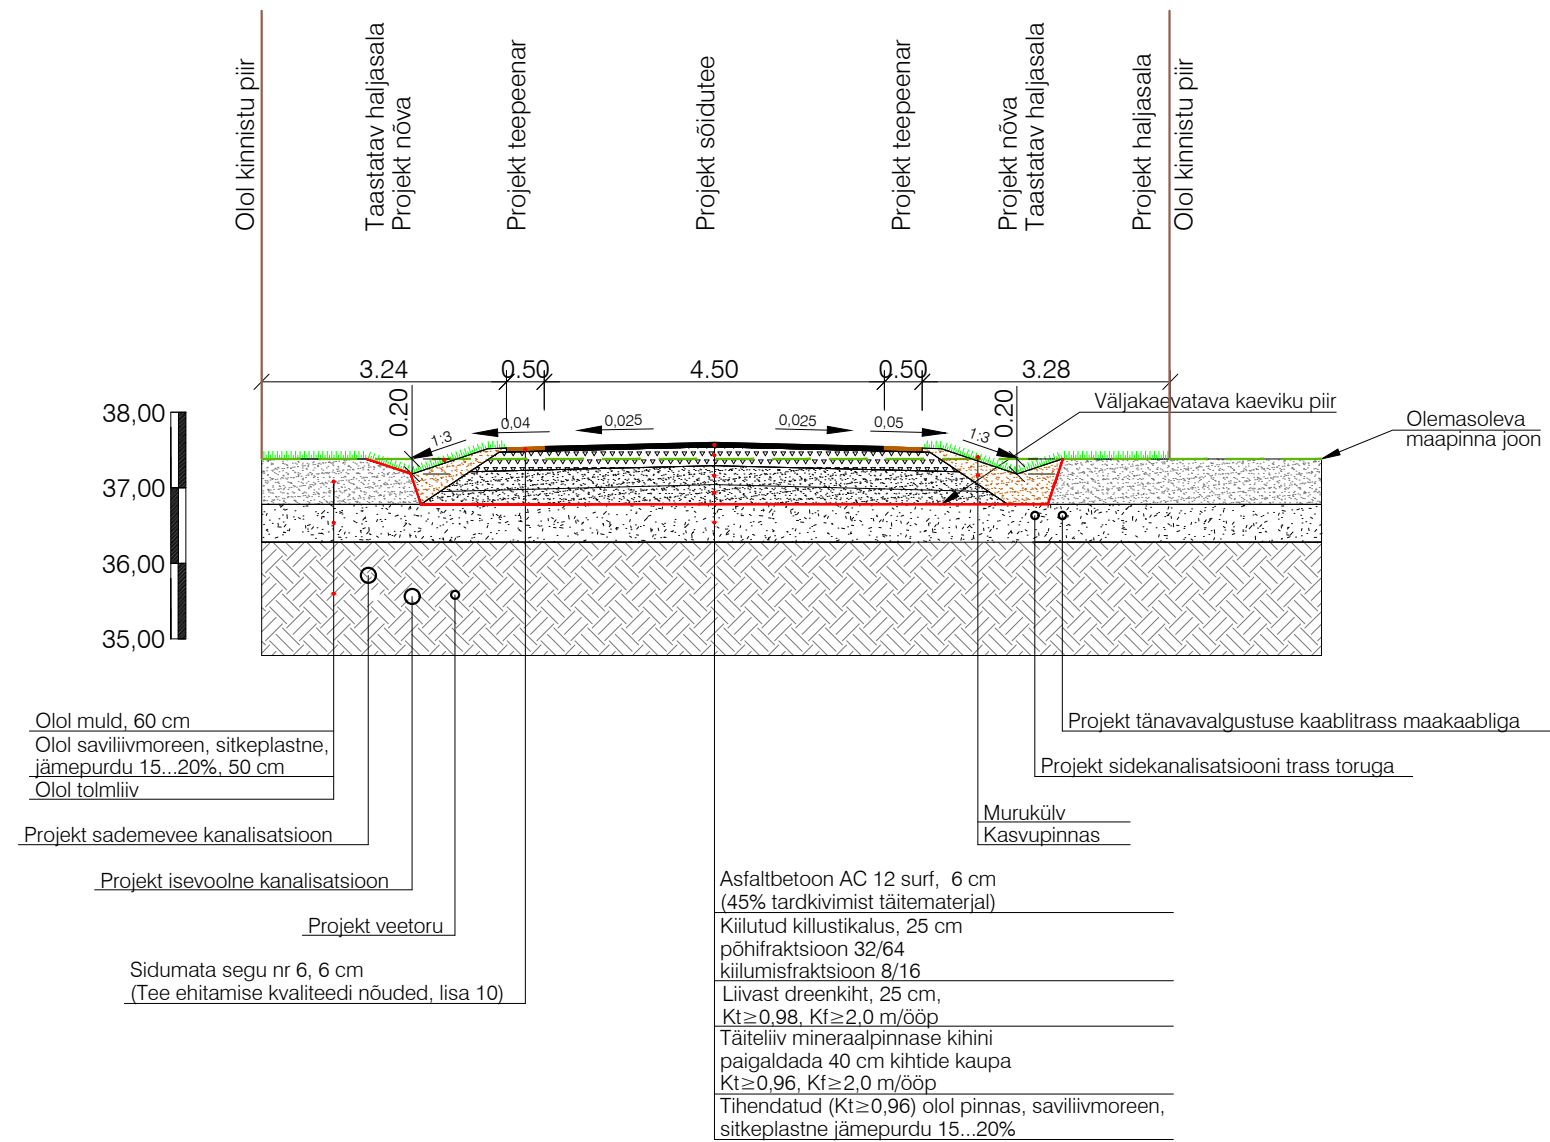 Olol kinnistu piir
Taastatav haljasala
Projekt nõva
Projekt teepeenar
Projekt sõidutee
Projekt teepeenar
Projekt nõva
Taastatav haljasala
Projekt haljasala
Olol kinnistu piir
3.24
0.50
4.50
0.50
3.28
0.20
0.20
1:3
0,04
0,025
0,025
0,05
1:3
Väljakaevatava kaeviku piir
Olemasoleva
maapinna joon
38,00
37,00
36,00
35,00
Olol muld, 60 cm
Olol saviliivmoreen, sitkeplastne,
jämepurdu 15...20%, 50 cm
Olol tolmliiv
Projekt sademevee kanalisatsioon
Projekt isevoolne kanalisatsioon
Projekt veetoru
Sidumata segu nr 6, 6 cm
(Tee ehitamise kvaliteedi nõuded, lisa 10)
Projekt tänavavalgustuse kaablitrass maakaabliga
Projekt sidekanalisatsiooni trass toruga
Murukülv
Kasvupinnas
Asfaltbetoon AC 12 surf, 6 cm
(45% tardkivimist täitematerjal)
Kiilutud killustikalus, 25 cm
põhifraktsioon 32/64
kiilumisfraktsioon 8/16
Liivast dreenkiht, 25 cm,
Kt≥0,98, Kf≥2,0 m/ööp
Täiteliiv mineraalpinnase kihini
paigaldada 40 cm kihtide kaupa
Kt≥0,96, Kf≥2,0 m/ööp
Tihendatud (Kt≥0,96) olol pinnas, saviliivmoreen,
sitkeplastne jämepurdu 15...20%